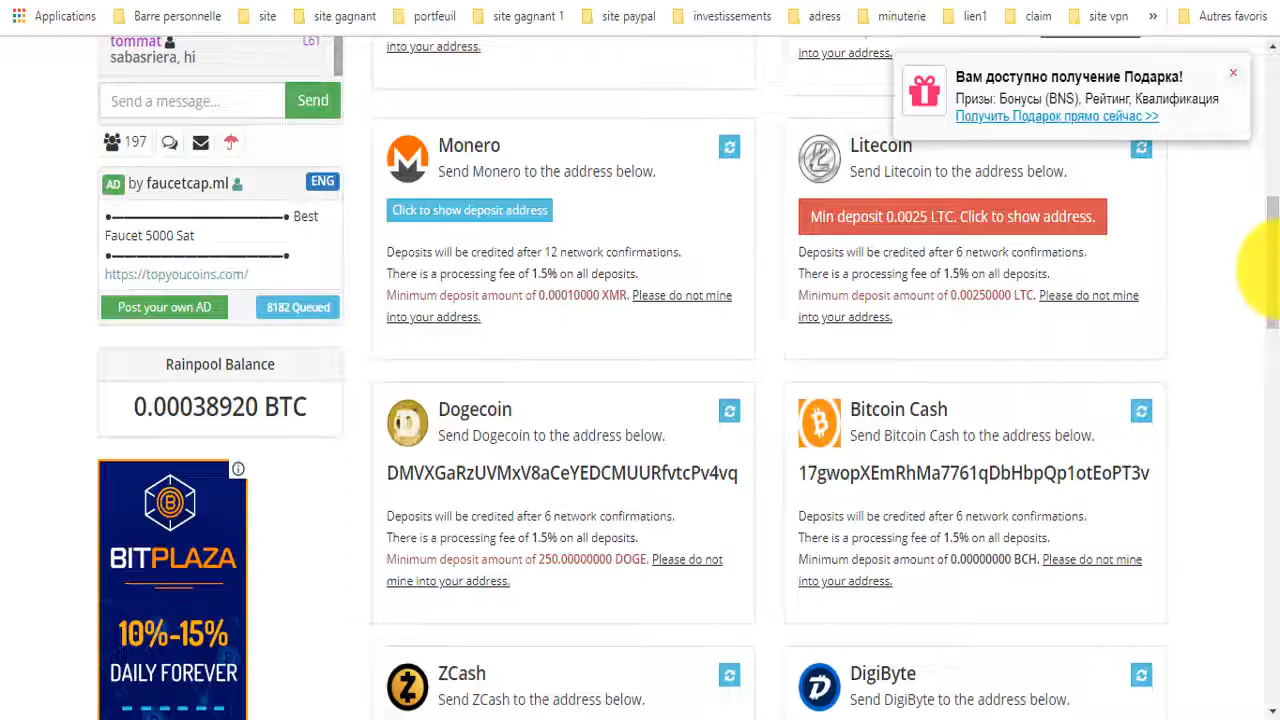 Applications Barre personnelle site site gagnant portfeuil site gagnant 1 site paypal investissements adress minuterie lien1 claim site vpn » Autres favoris
tommat L61
sabasriera, hi
Send a message... Send
197
AD by faucetcap.ml ENG
●━━━━━━━━━━━━━━━● Best
Faucet 5000 Sat
●━━━━━━━━━━━━━━━●
https://topyoucoins.com/
Post your own AD 8182 Queued
Rainpool Balance
0.00038920 BTC
BITPLAZA
10%-15%
DAILY FOREVER
into your address.
into your address.
Вам доступно получение Подарка!
Призы: Бонусы (BNS), Рейтинг, Квалификация
Получить Подарок прямо сейчас >>
Monero
Send Monero to the address below.
Click to show deposit address
Deposits will be credited after 12 network confirmations.
There is a processing fee of 1.5% on all deposits.
Minimum deposit amount of 0.00010000 XMR. Please do not mine
into your address.
Litecoin
Send Litecoin to the address below.
Min deposit 0.0025 LTC. Click to show address.
Deposits will be credited after 6 network confirmations.
There is a processing fee of 1.5% on all deposits.
Minimum deposit amount of 0.00250000 LTC. Please do not mine
into your address.
Dogecoin
Send Dogecoin to the address below.
DMVXGaRzUVMxV8aCeYEDCMUURfvtcPv4vq
Deposits will be credited after 6 network confirmations.
There is a processing fee of 1.5% on all deposits.
Minimum deposit amount of 250.00000000 DOGE. Please do not
mine into your address.
Bitcoin Cash
Send Bitcoin Cash to the address below.
17gwopXEmRhMa7761qDbHbpQp1otEoPT3v
Deposits will be credited after 6 network confirmations.
There is a processing fee of 1.5% on all deposits.
Minimum deposit amount of 0.00000000 BCH. Please do not mine
into your address.
ZCash
Send ZCash to the address below.
DigiByte
Send DigiByte to the address below.